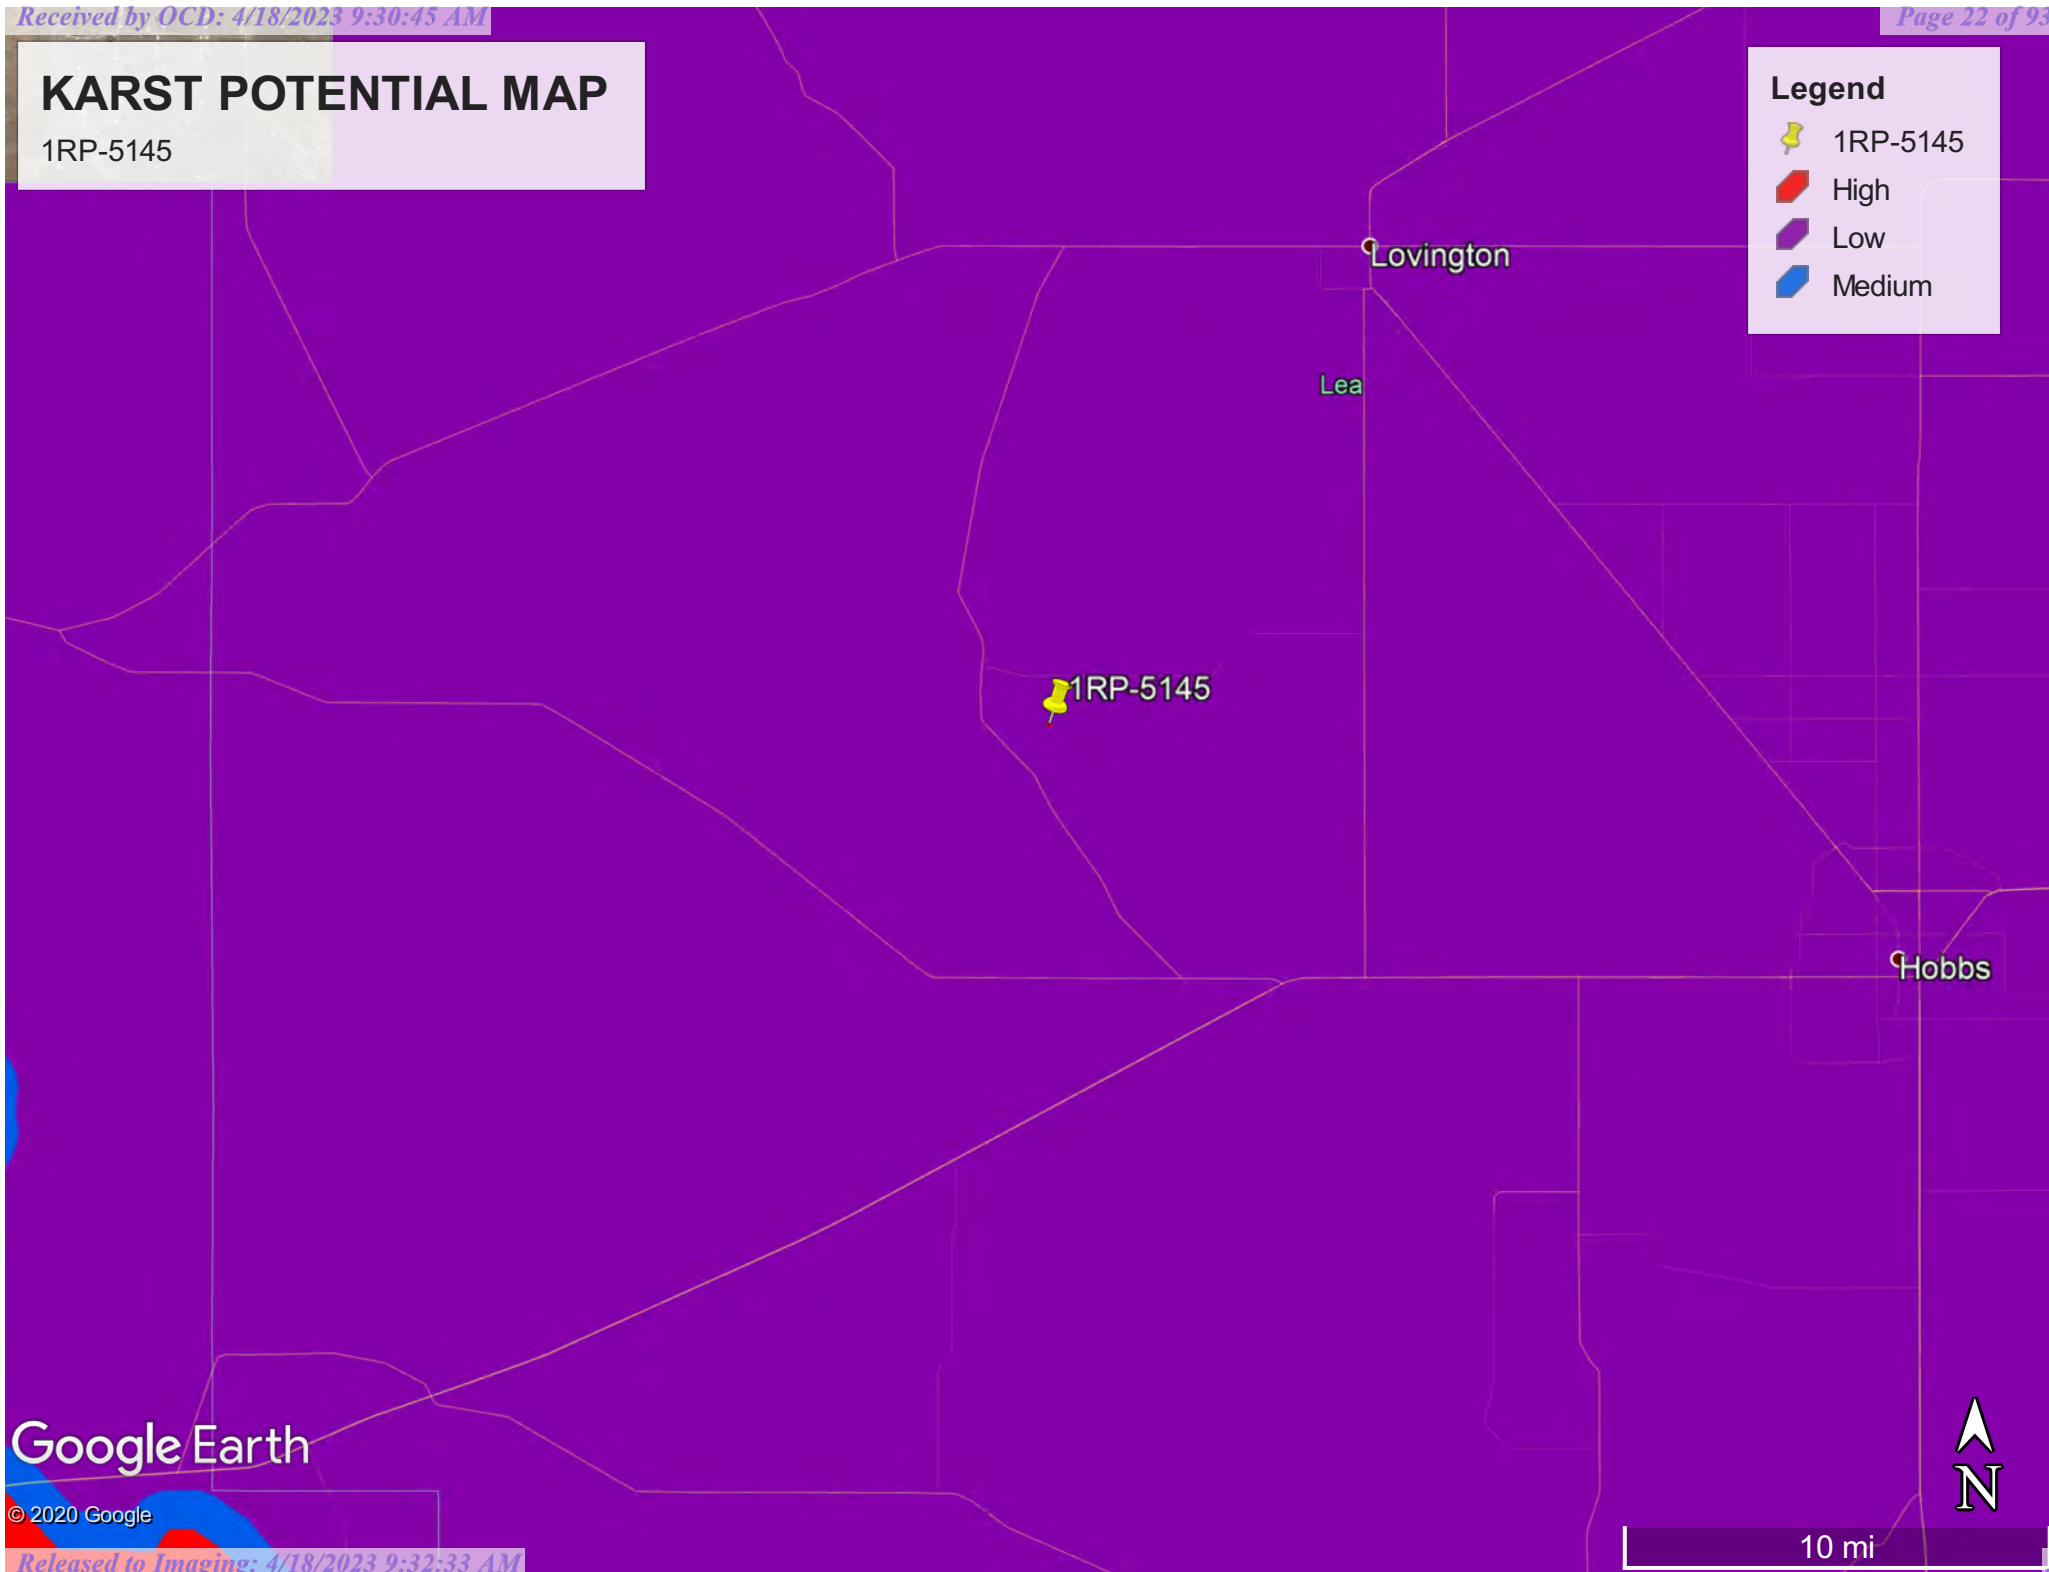 Received by OCD: 4/18/2023 9:30:45 AM
Page 22 of 93
KARST POTENTIAL MAP
1RP-5145
Legend
1RP-5145
High
Low
Medium
Lovington
Lea
1RP-5145
Hobbs
Google Earth
N
© 2020 Google
10 mi
Released to Imaging: 4/18/2023 9:32:33 AM